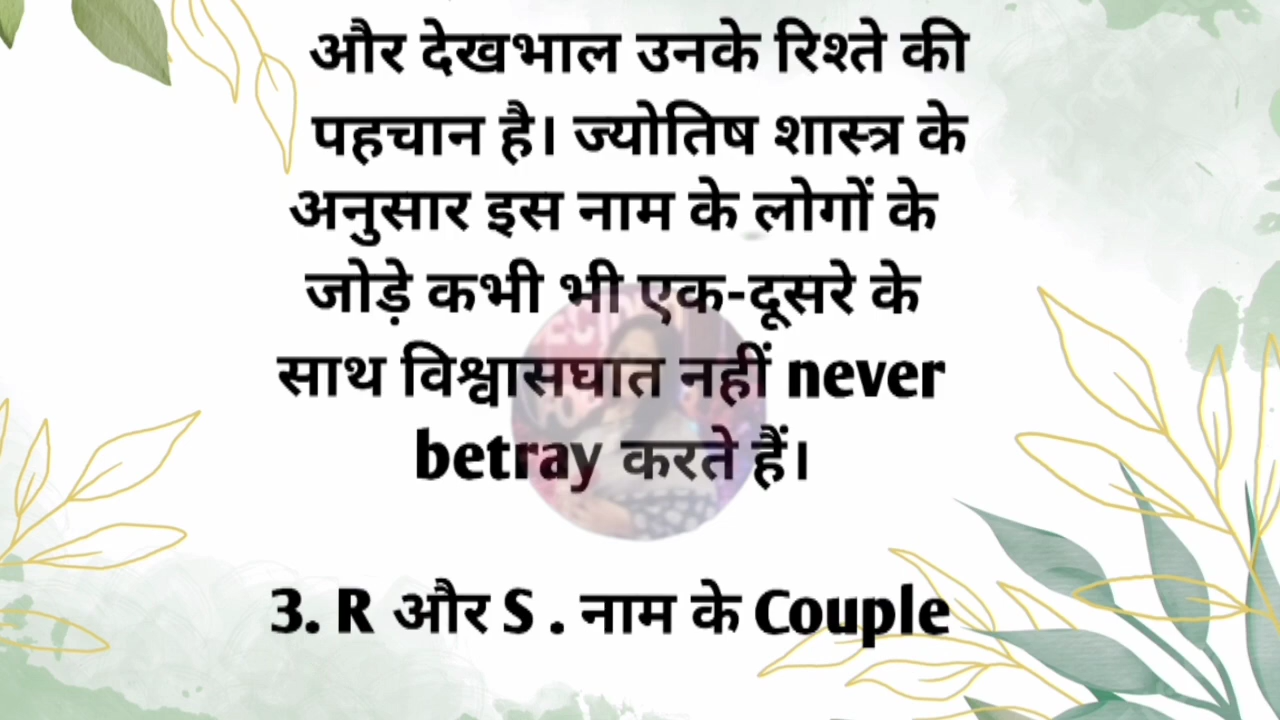 और देखभाल उनके रिश्ते की
पहचान है। ज्योतिष शास्त्र के
अनुसार इस नाम के लोगों के
जोड़े कभी भी एक-दूसरे के
साथ विश्वासघात नहीं never
betray करते हैं।
3. R और S . नाम के Couple